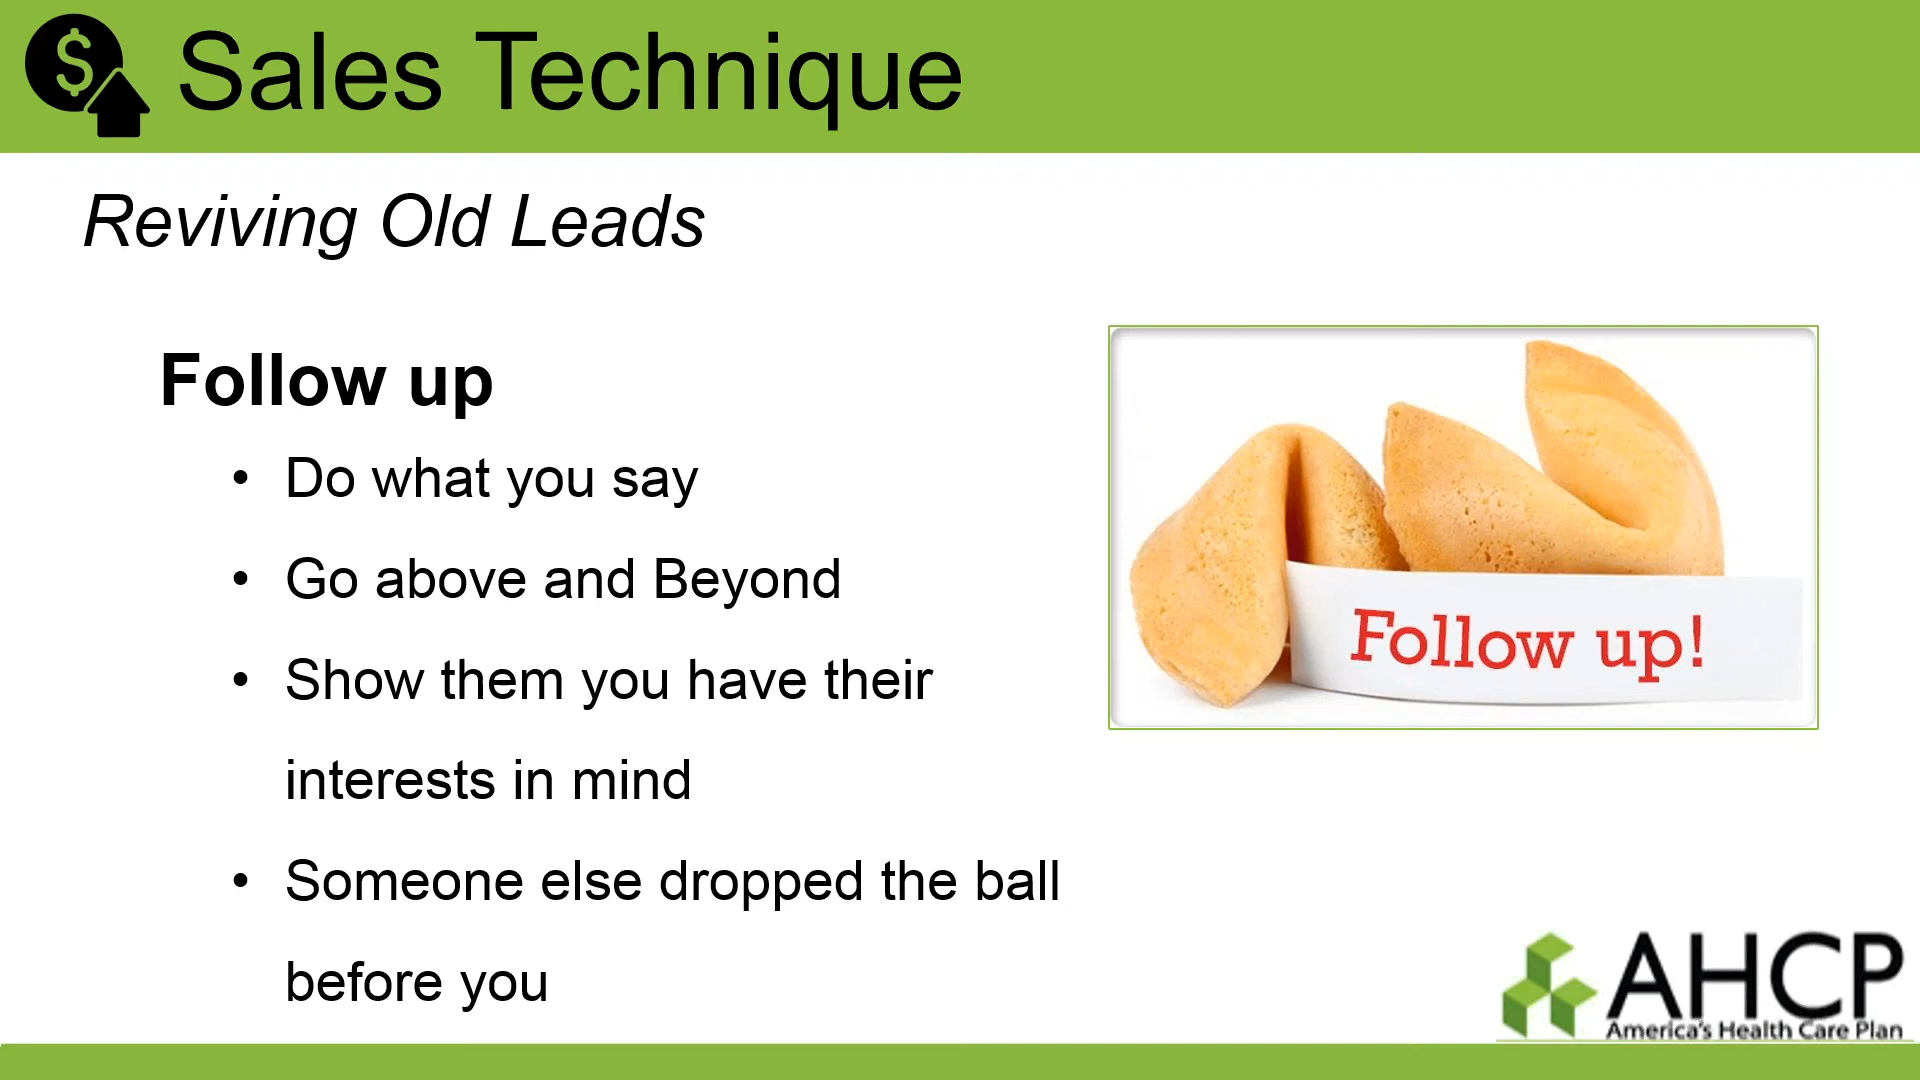 $ Sales Technique
Reviving Old Leads
Follow up
• Do what you say
• Go above and Beyond
• Show them you have their
interests in mind
• Someone else dropped the ball
before you
Follow up!
AHCP
America's Health Care Plan